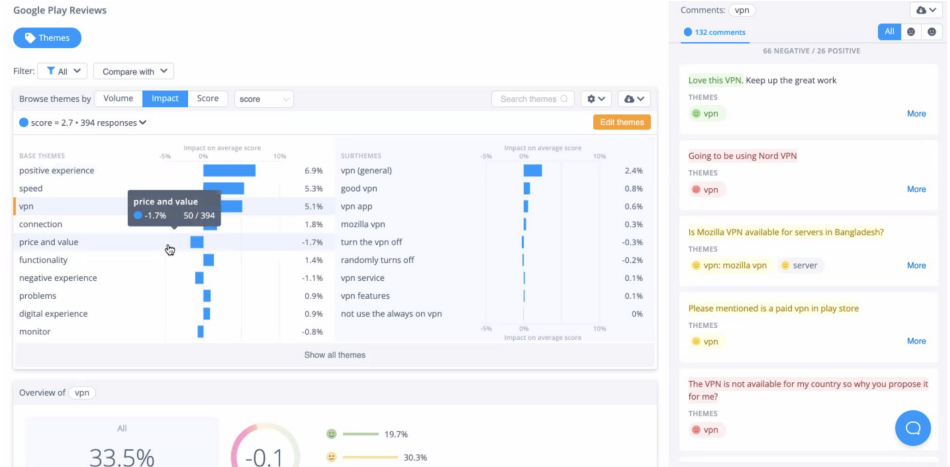 Google Play Reviews
Themes
Filter: All Compare with
Browse themes by Volume Impact Score score Search themes
score = 2.7 • 394 responses Edit themes
Impact on average score
BASE THEMES -5% 0% 10%
positive experience 6.9%
speed 5.3%
vpn 5.1%
connection 1.8%
price and value -1.7%
functionality 1.4%
negative experience -1.1%
problems 0.9%
digital experience 0.9%
monitor -0.8%
price and value
-1.7% 50 / 394
Impact on average score
SUBTHEMES -5% 0% 10%
vpn (general) 2.4%
good vpn 0.8%
vpn app 0.6%
mozilla vpn 0.3%
turn the vpn off -0.3%
randomly turns off -0.2%
vpn service 0.1%
vpn features 0.1%
not use the always on vpn 0%
-5% 0% 10%
Impact on average score
Show all themes
Overview of vpn
All
33.5%
-0.1
19.7%
30.3%
Comments: vpn
132 comments All
66 NEGATIVE / 26 POSITIVE
Love this VPN. Keep up the great work
THEMES
vpn More
Going to be using Nord VPN
THEMES
vpn More
Is Mozilla VPN available for servers in Bangladesh?
THEMES
vpn: mozilla vpn server More
Please mentioned is a paid vpn in play store
THEMES
vpn More
The VPN is not available for my country so why you propose it
for me?
THEMES
vpn